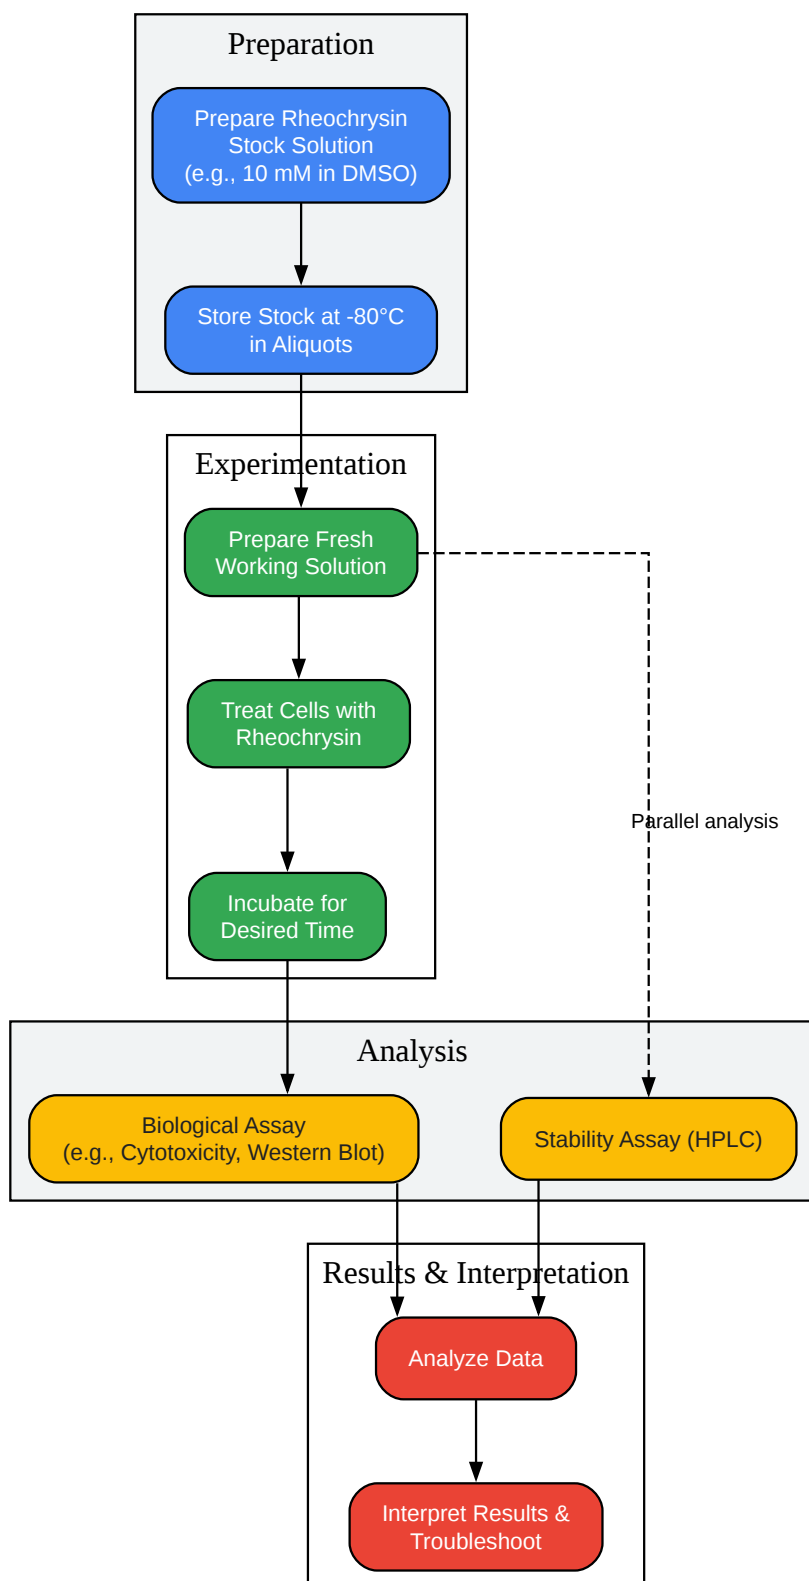 Preparation
Prepare Rheochrysin
Stock Solution
(e.g., 10 mM in DMSO)
Store Stock at -80°C
in Aliquots
Experimentation
Prepare Fresh
Working Solution
Treat Cells with
Rheochrysin
Parallel analysis
Incubate for
Desired Time
Analysis
Biological Assay
(e.g., Cytotoxicity, Western Blot)
Stability Assay (HPLC)
Results & Interpretation
Analyze Data
Interpret Results &
Troubleshoot